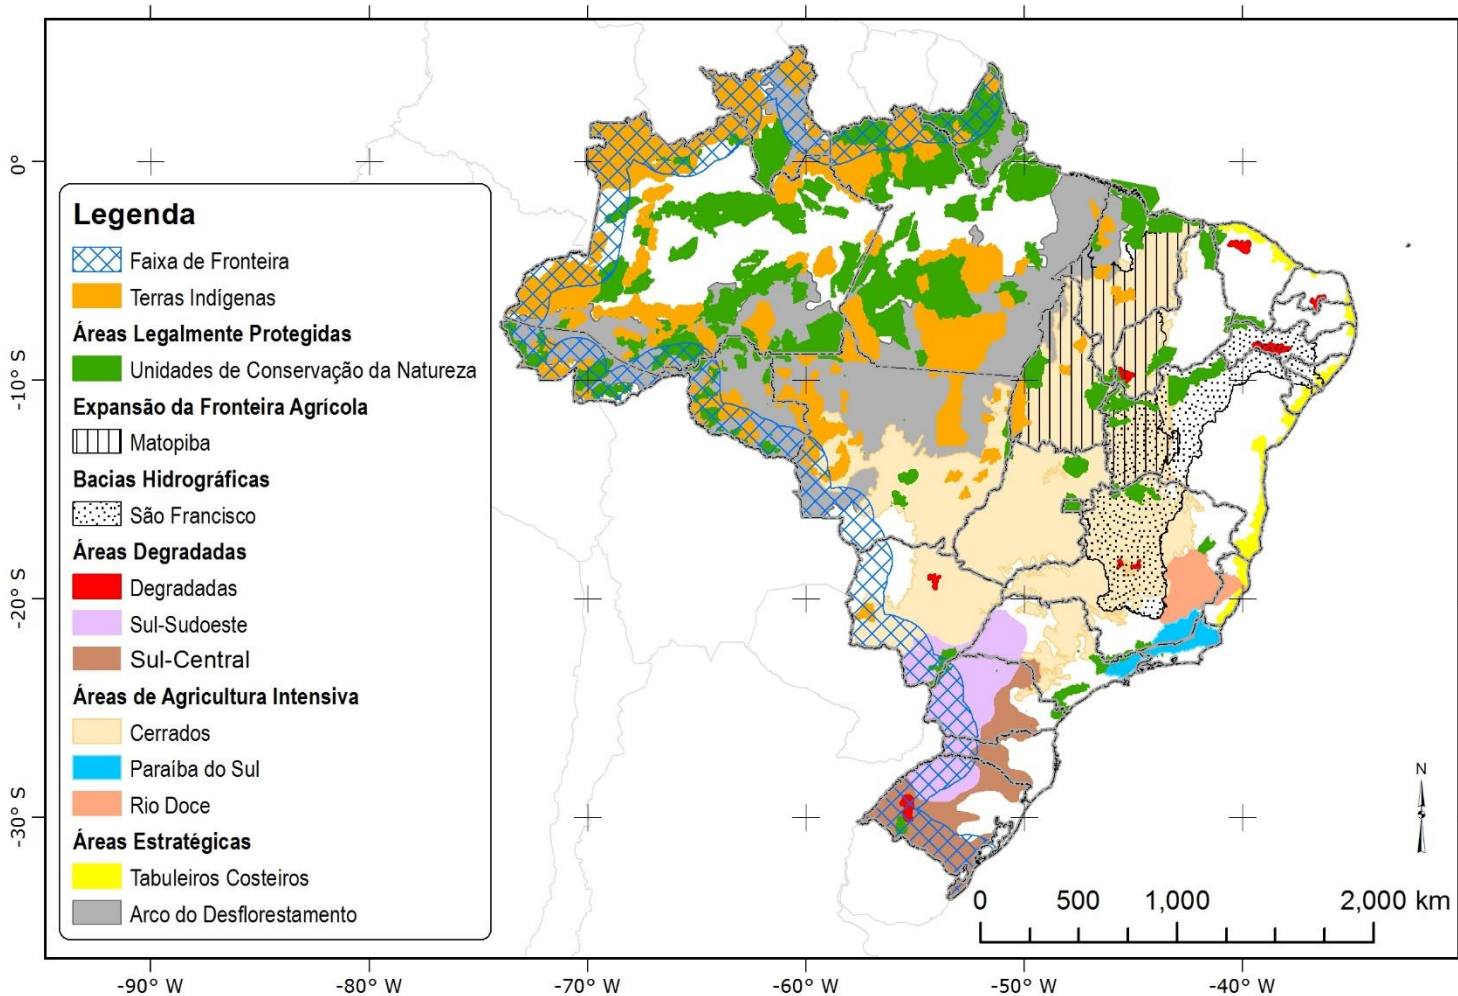 Legenda
Faixa de Fronteira
Terras Indígenas
Áreas Legalmente Protegidas
Unidades de Conservação da Natureza
Expansão da Fronteira Agrícola
Matopiba
Bacias Hidrográficas
São Francisco
Áreas Degradadas
Degradadas
Sul-Sudoeste
Sul-Central
Áreas de Agricultura Intensiva
Cerrados
Paraíba do Sul
Rio Doce
Áreas Estratégicas
Tabuleiros Costeiros
Arco do Desflorestamento
0°
-10° S
-20° S
-30° S
N
0 500 1,000 2,000 km
-90° W -80° W -70° W -60° W -50° W -40° W